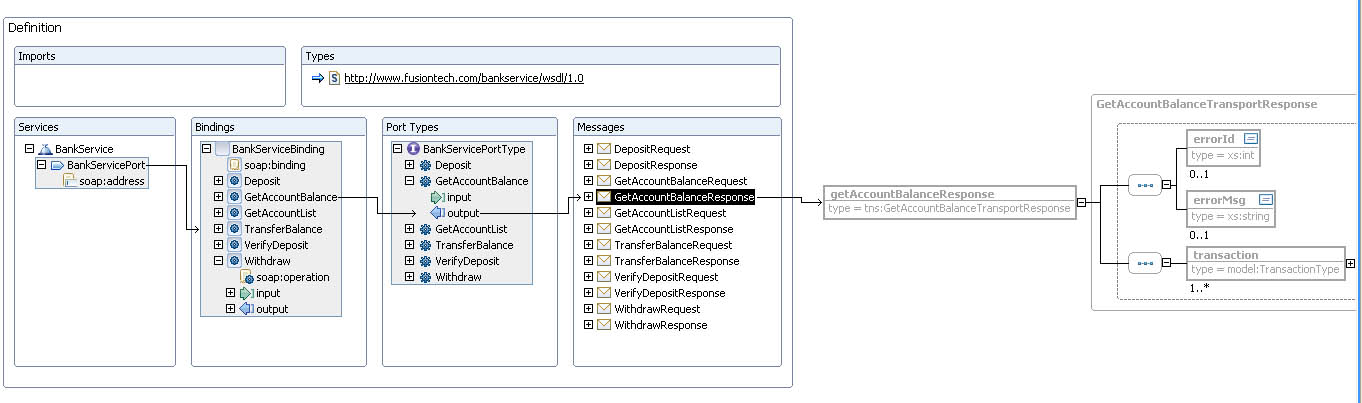 Definition
Imports
Types
http://www.fusiontech.com/bankservice/wsdl/1.0
Services
BankService
BankServicePort
soap:address
Bindings
BankServiceBinding
soap:binding
Deposit
GetAccountBalance
GetAccountList
TransferBalance
VerifyDeposit
Withdraw
soap:operation
input
output
Port Types
BankServicePortType
Deposit
GetAccountBalance
input
output
GetAccountList
TransferBalance
VerifyDeposit
Withdraw
Messages
DepositRequest
DepositResponse
GetAccountBalanceRequest
GetAccountBalanceResponse
GetAccountListRequest
GetAccountListResponse
TransferBalanceRequest
TransferBalanceResponse
VerifyDepositRequest
VerifyDepositResponse
WithdrawRequest
WithdrawResponse
getAccountBalanceResponse
type = tns:GetAccountBalanceTransportResponse
GetAccountBalanceTransportResponse
errorId
type = xs:int
0..1
errorMsg
type = xs:string
0..1
transaction
type = model:TransactionType
1..*